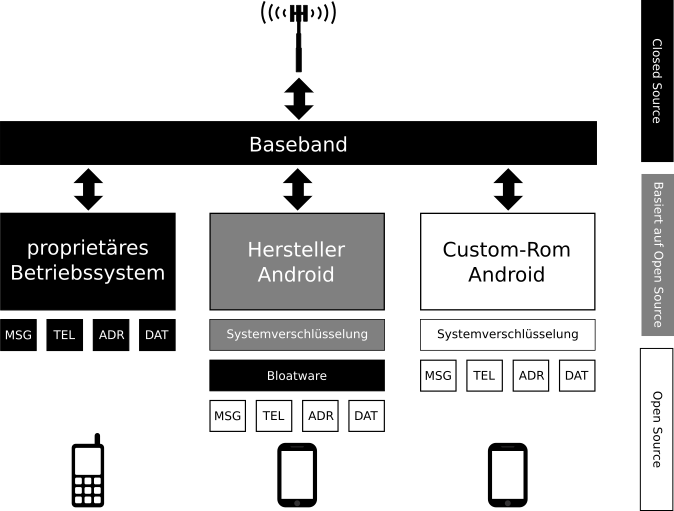 Baseband
proprietäres
Betriebssystem
MSG TEL ADR DAT
Hersteller
Android
Systemverschlüsselung
Bloatware
MSG TEL ADR DAT
Custom-Rom
Android
Systemverschlüsselung
MSG TEL ADR DAT
Closed Source
Basiert auf Open Source
Open Source